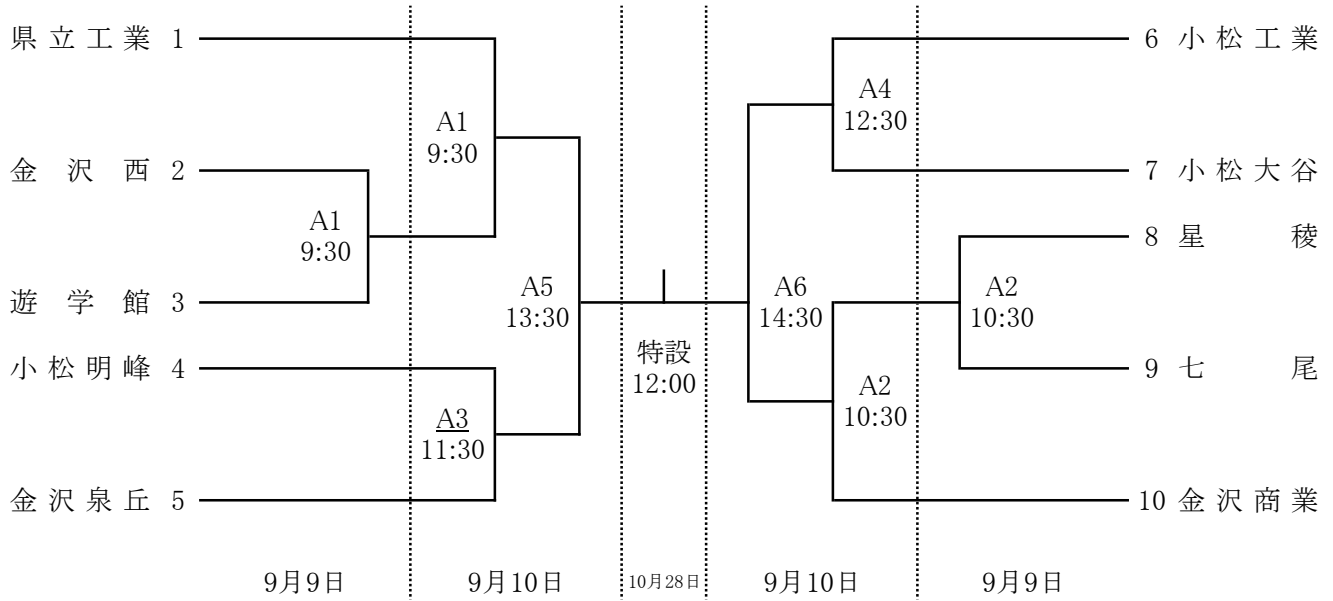 県立工業 1
A1
9:30
金沢西 2
A1
9:30
遊学館 3
小松明峰 4
A3
11:30
金沢泉丘 5
A5
13:30
特設
12:00
6 小松工業
A4
12:30
7 小松大谷
8 星稜
A2
10:30
9 七尾
A6
14:30
A2
10:30
10 金沢商業
9月9日
9月10日
10月28日
9月10日
9月9日